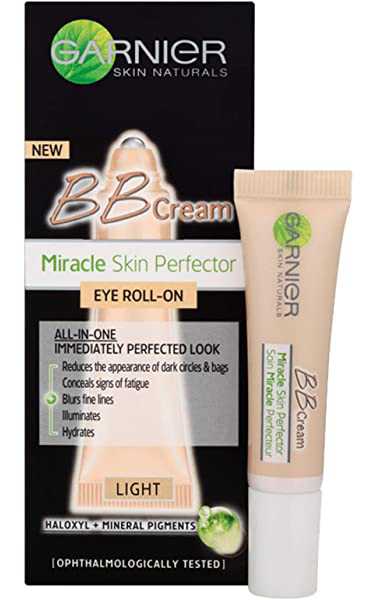 GARNIER
SKIN NATURALS
NEW
BB Cream
Miracle Skin Perfector
EYE ROLL-ON
ALL-IN-ONE
IMMEDIATELY PERFECTED LOOK
Reduces the appearance of dark circles & bags
Conceals signs of fatigue
Blurs fine lines
Illuminates
Hydrates
LIGHT
HALOXYL + MINERAL PIGMENTS
[OPHTHALMOLOGICALLY TESTED]
GARNIER
SKIN NATURALS
BB Cream
Miracle Skin Perfector
Soin Miracle Perfecteur